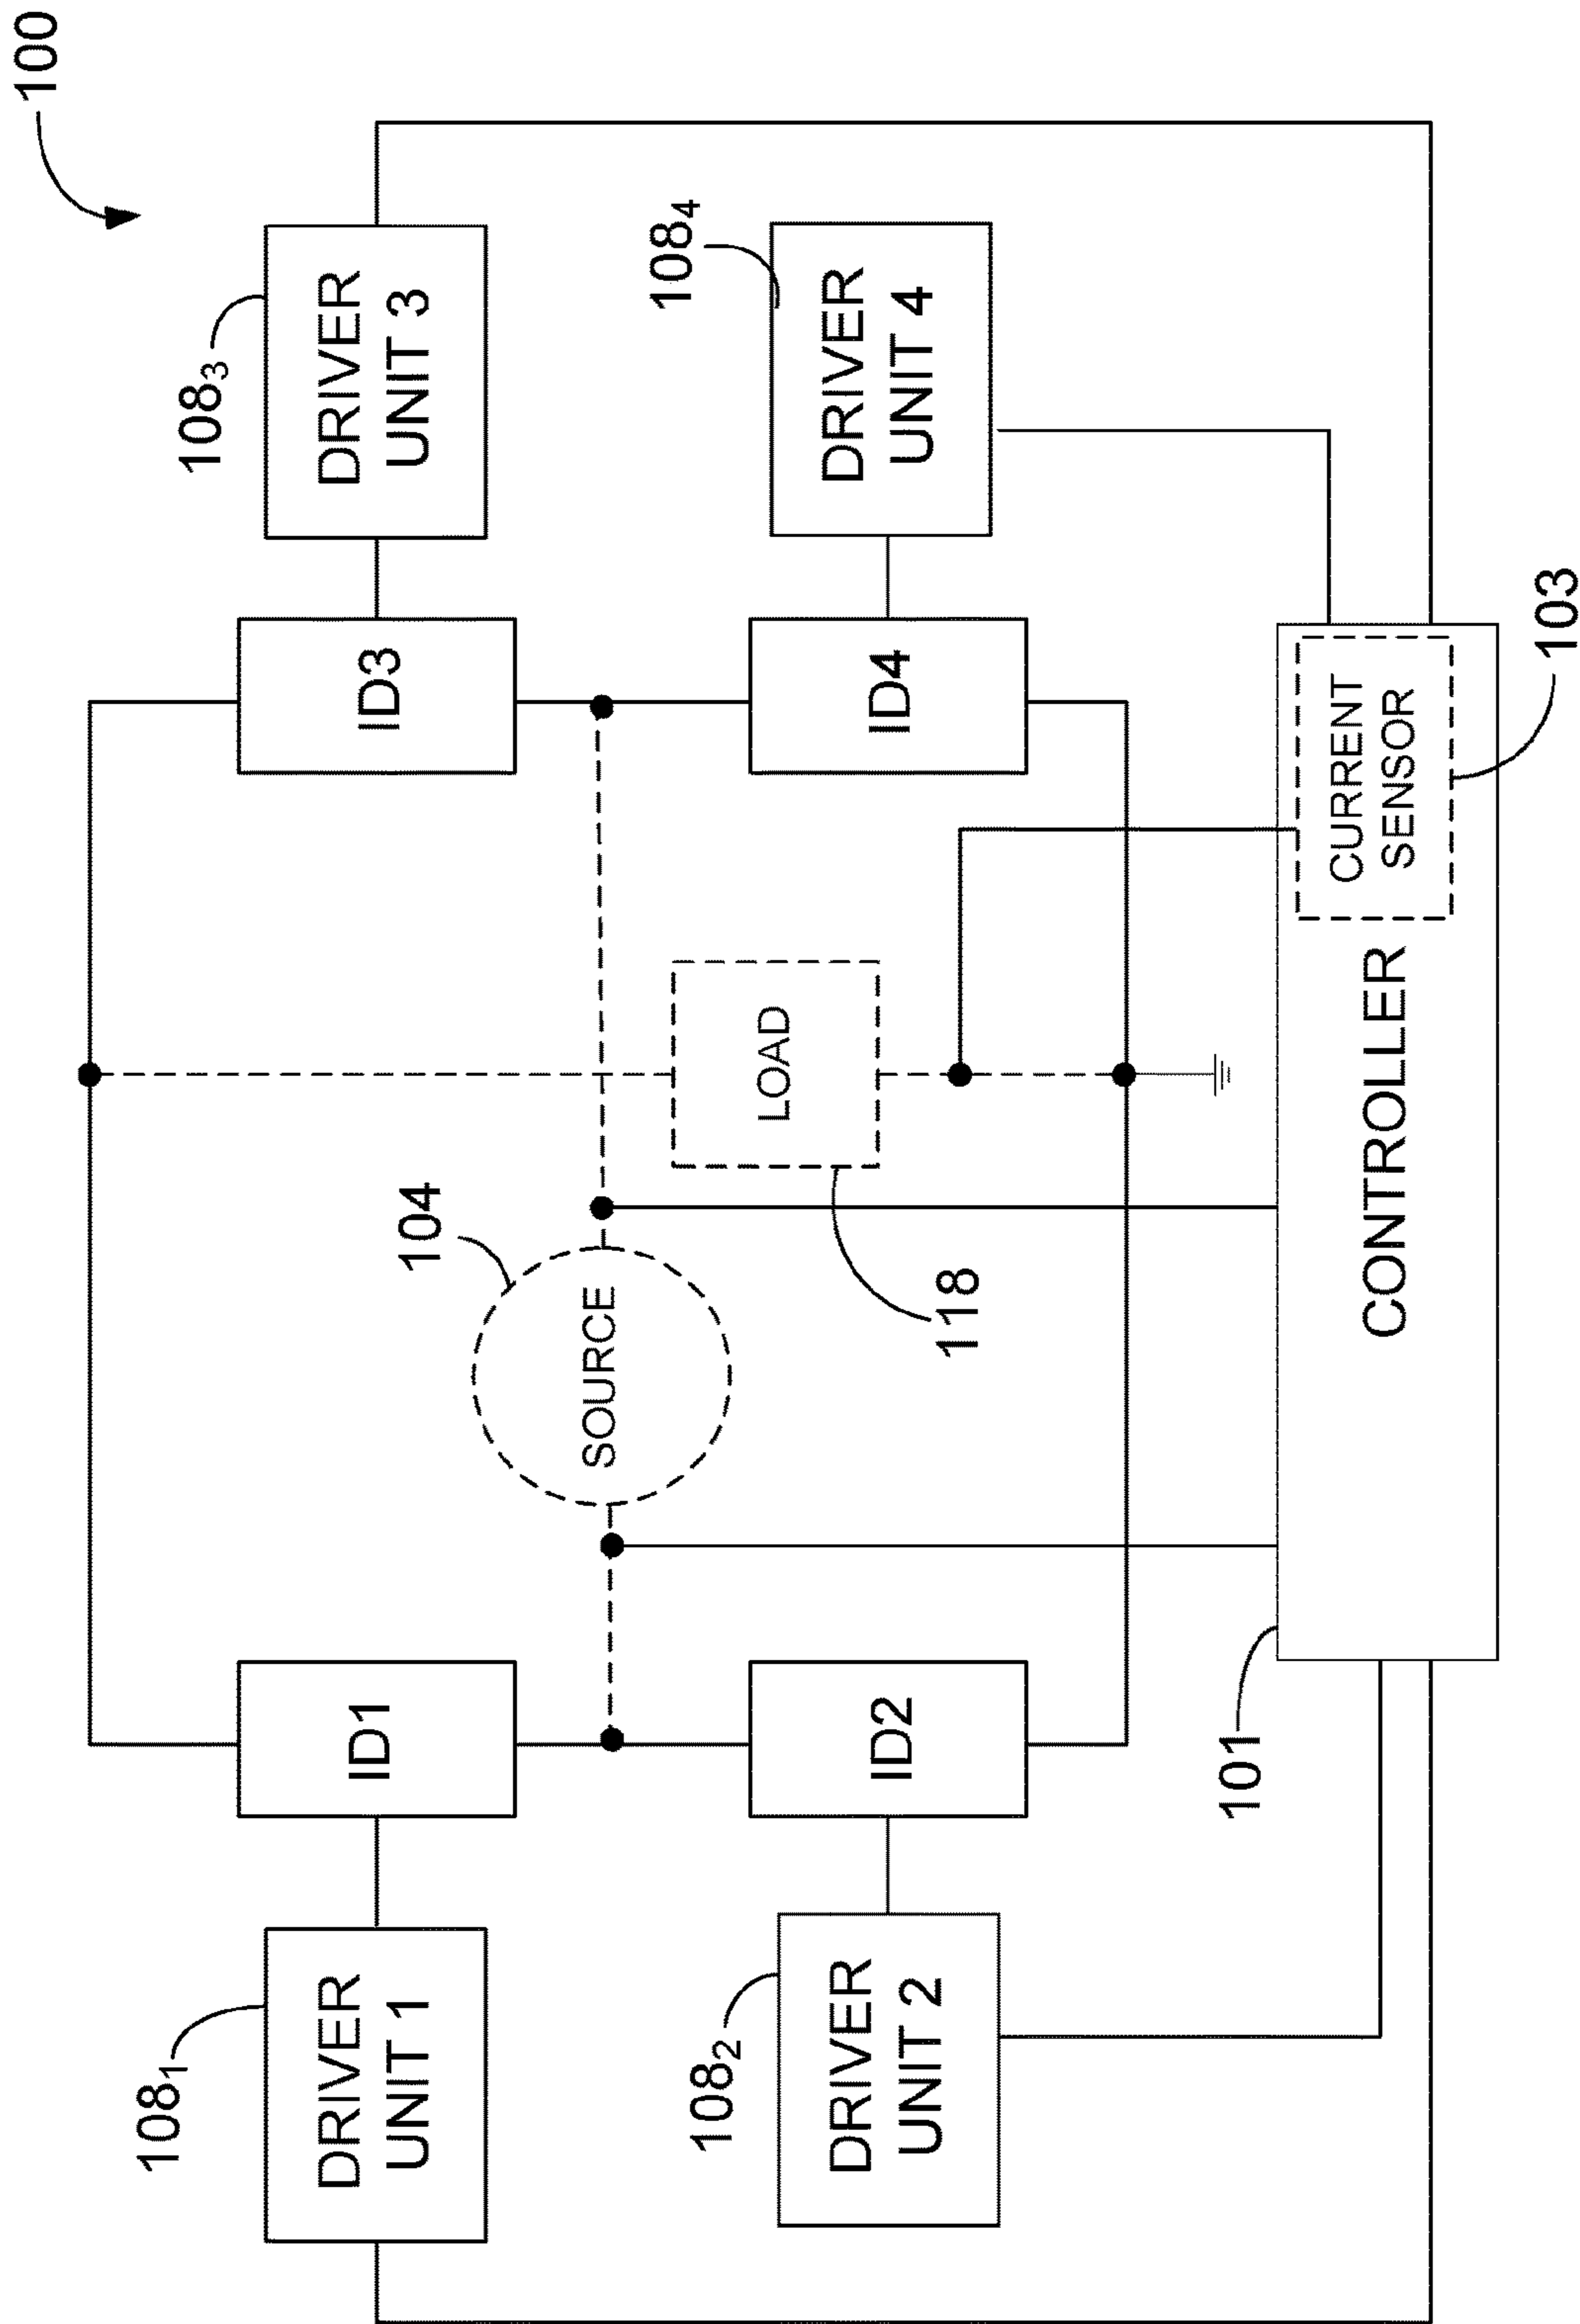 100
108₁
DRIVER
UNIT 1
ID1
ID3
108₃
DRIVER
UNIT 3
104
SOURCE
108₂
DRIVER
UNIT 2
ID2
LOAD
118
ID4
108₄
DRIVER
UNIT 4
101
CONTROLLER
CURRENT
SENSOR
103